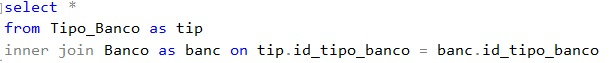 select *
from Tipo_Banco as tip
inner join Banco as banc on tip.id_tipo_banco = banc.id_tipo_banco